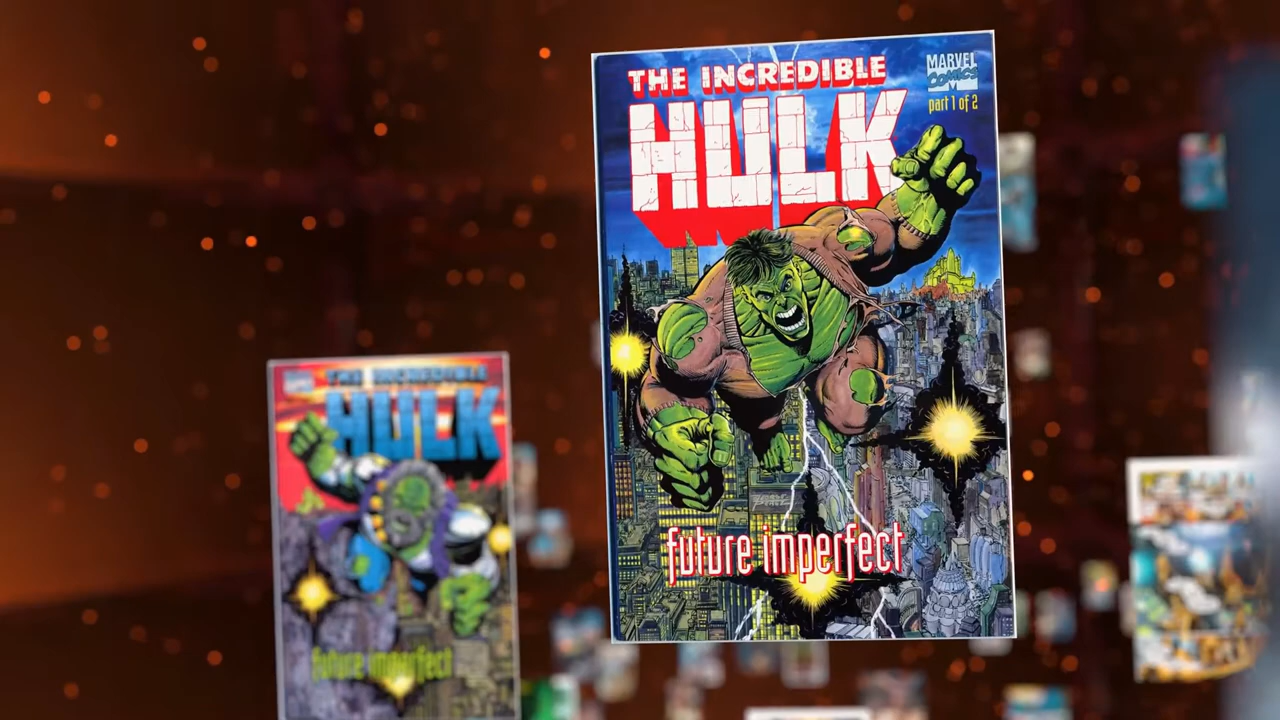 THE INCREDIBLE
HULK
MARVEL
COMICS
part 1 of 2
future imperfect
THE INCREDIBLE
HULK
future imperfect